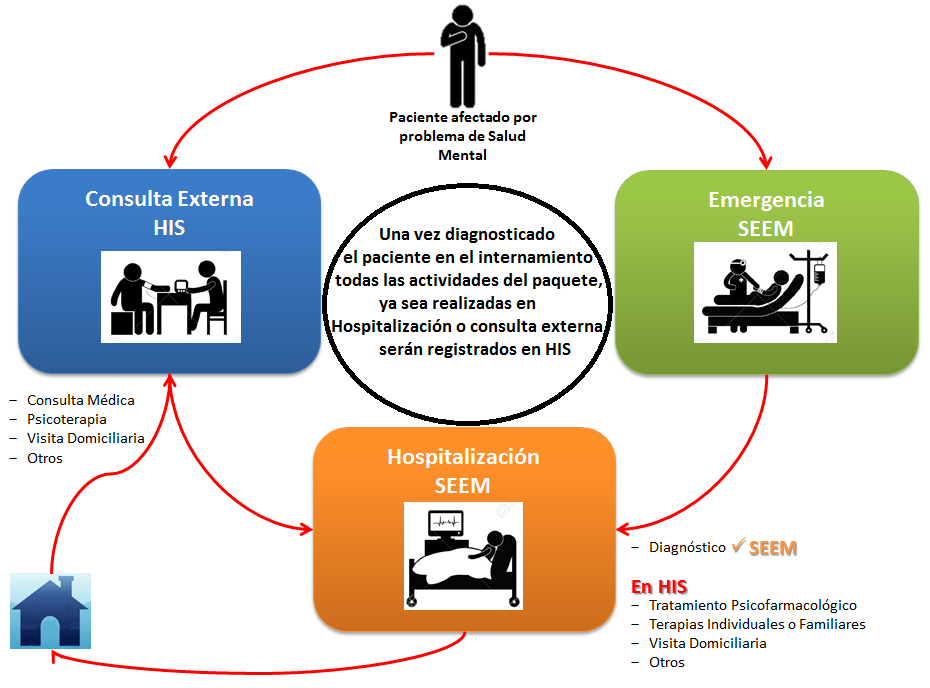 Paciente afectado por
problema de Salud
Mental
Consulta Externa
HIS
Emergencia
SEEM
Una vez diagnosticado
el paciente en el internamiento
todas las actividades del paquete,
ya sea realizadas en
Hospitalización o consulta externa
serán registrados en HIS
– Consulta Médica
– Psicoterapia
– Visita Domiciliaria
– Otros
Hospitalización
SEEM
– Diagnóstico ✓ SEEM
En HIS
– Tratamiento Psicofarmacológico
– Terapias Individuales o Familiares
– Visita Domiciliaria
– Otros